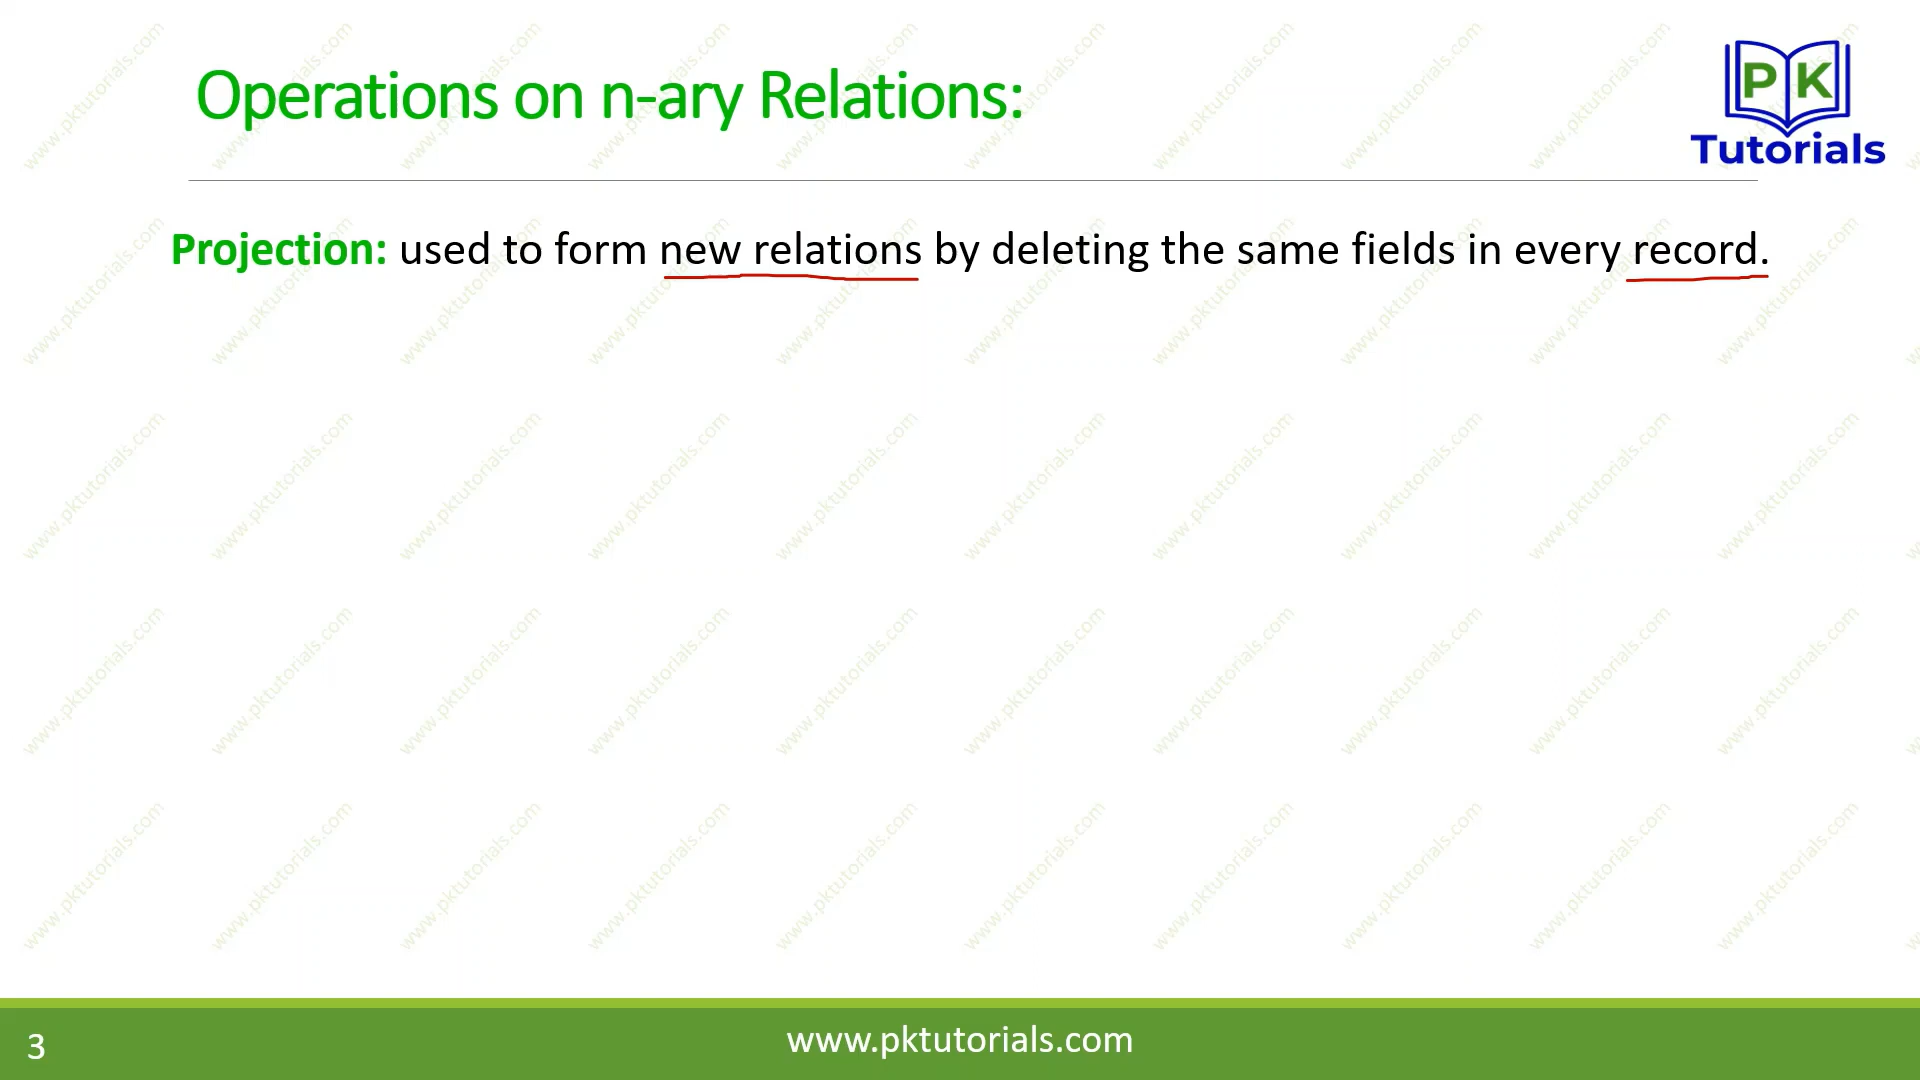 Operations on n-ary Relations:
PK
Tutorials
Projection: used to form new relations by deleting the same fields in every record.
3
www.pktutorials.com